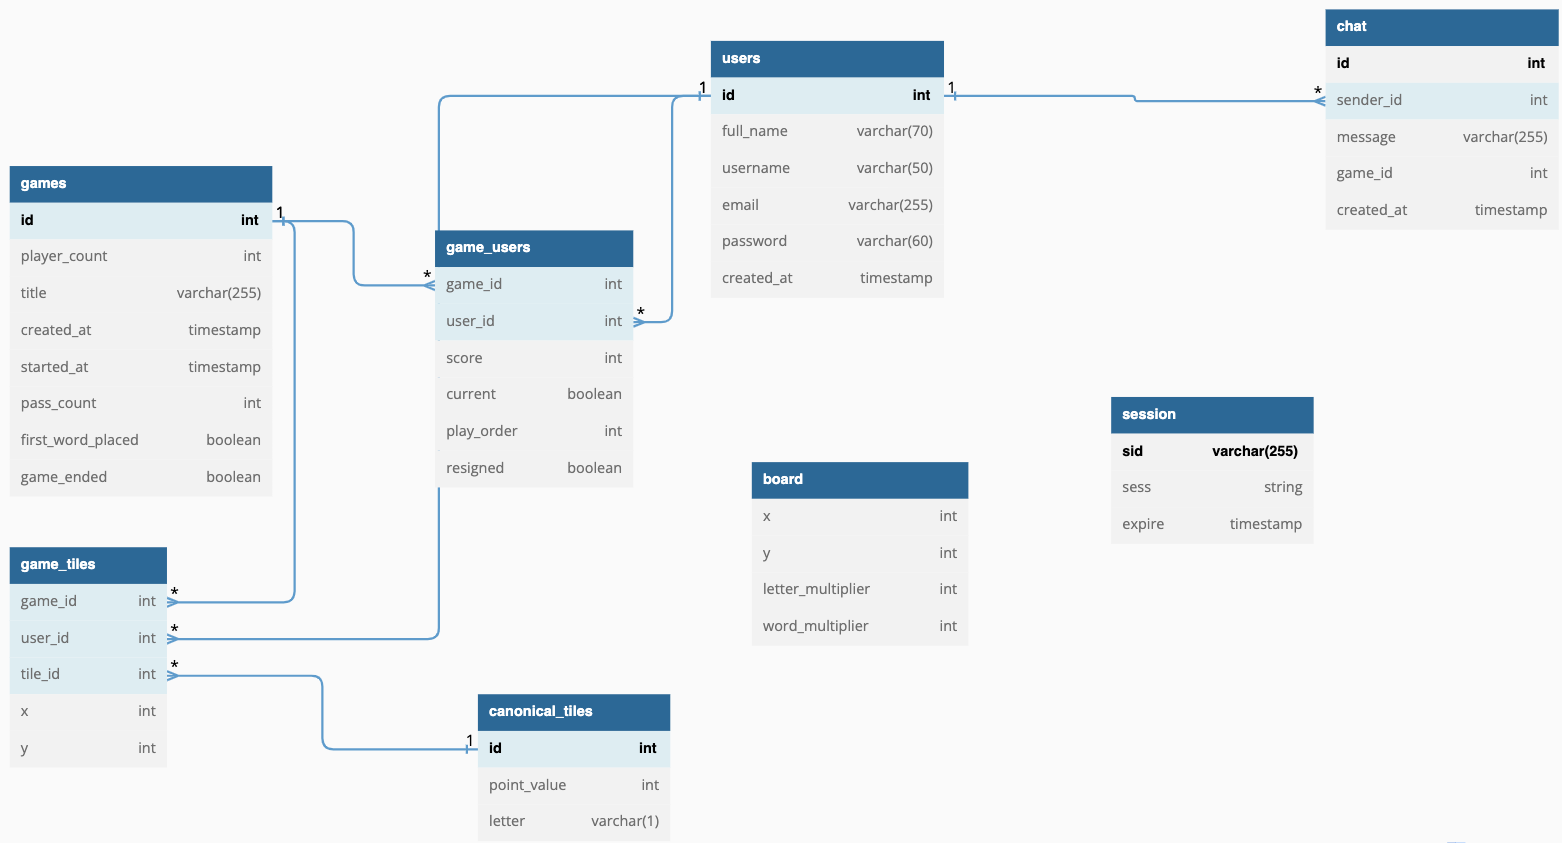 chat
id int
sender_id int
message varchar(255)
game_id int
created_at timestamp
*
users
id int
full_name varchar(70)
username varchar(50)
email varchar(255)
password varchar(60)
created_at timestamp
1
1
games
id int
player_count int
title varchar(255)
created_at timestamp
started_at timestamp
pass_count int
first_word_placed boolean
game_ended boolean
1
game_users
game_id int
user_id int
score int
current boolean
play_order int
resigned boolean
*
*
session
sid varchar(255)
sess string
expire timestamp
board
x int
y int
letter_multiplier int
word_multiplier int
game_tiles
game_id int
user_id int
tile_id int
x int
y int
*
*
*
canonical_tiles
id int
point_value int
letter varchar(1)
1